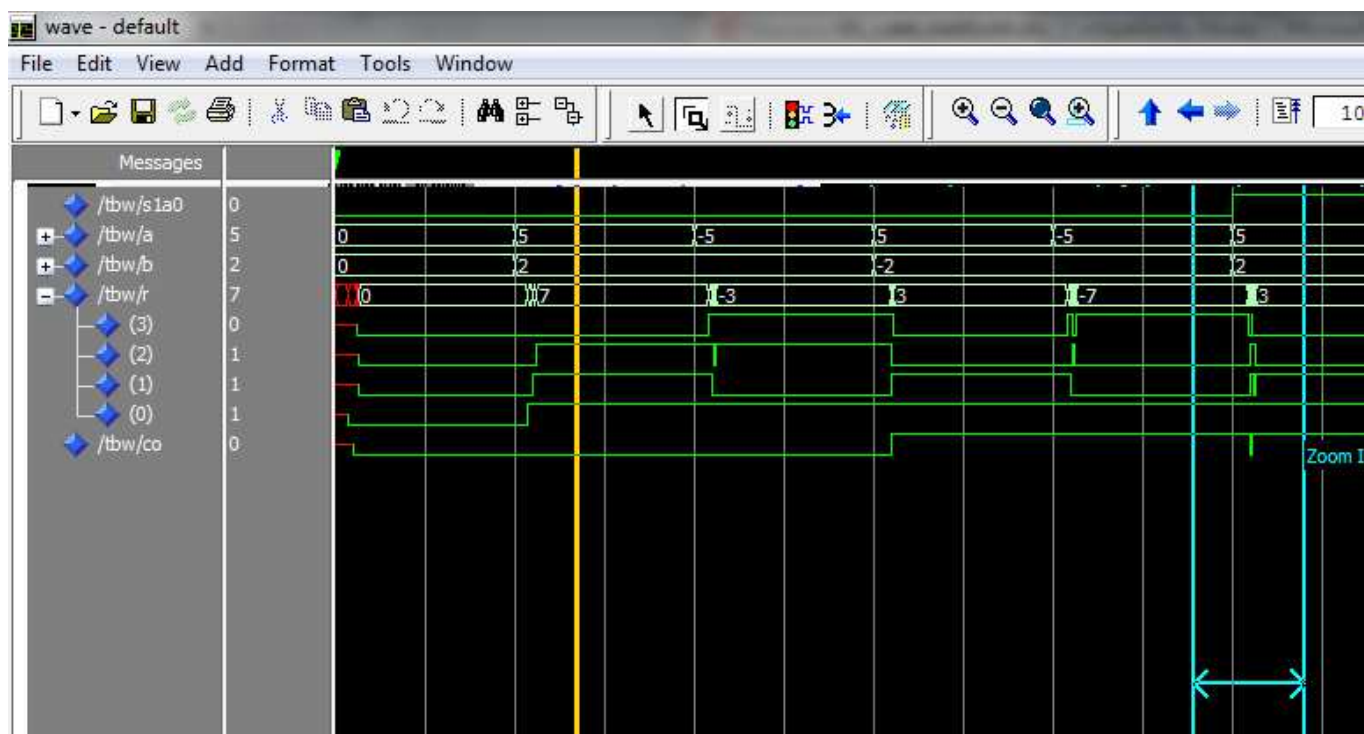 wave - default
File Edit View Add Format Tools Window
10
Messages
/tbw/s1a0 0
/tbw/a 5 0 5 -5 5 -5 5
/tbw/b 2 0 2 -2 2
/tbw/r 7 0 7 -3 3 -7 3
(3) 0
(2) 1
(1) 1
(0) 1
/tbw/co 0
Zoom I